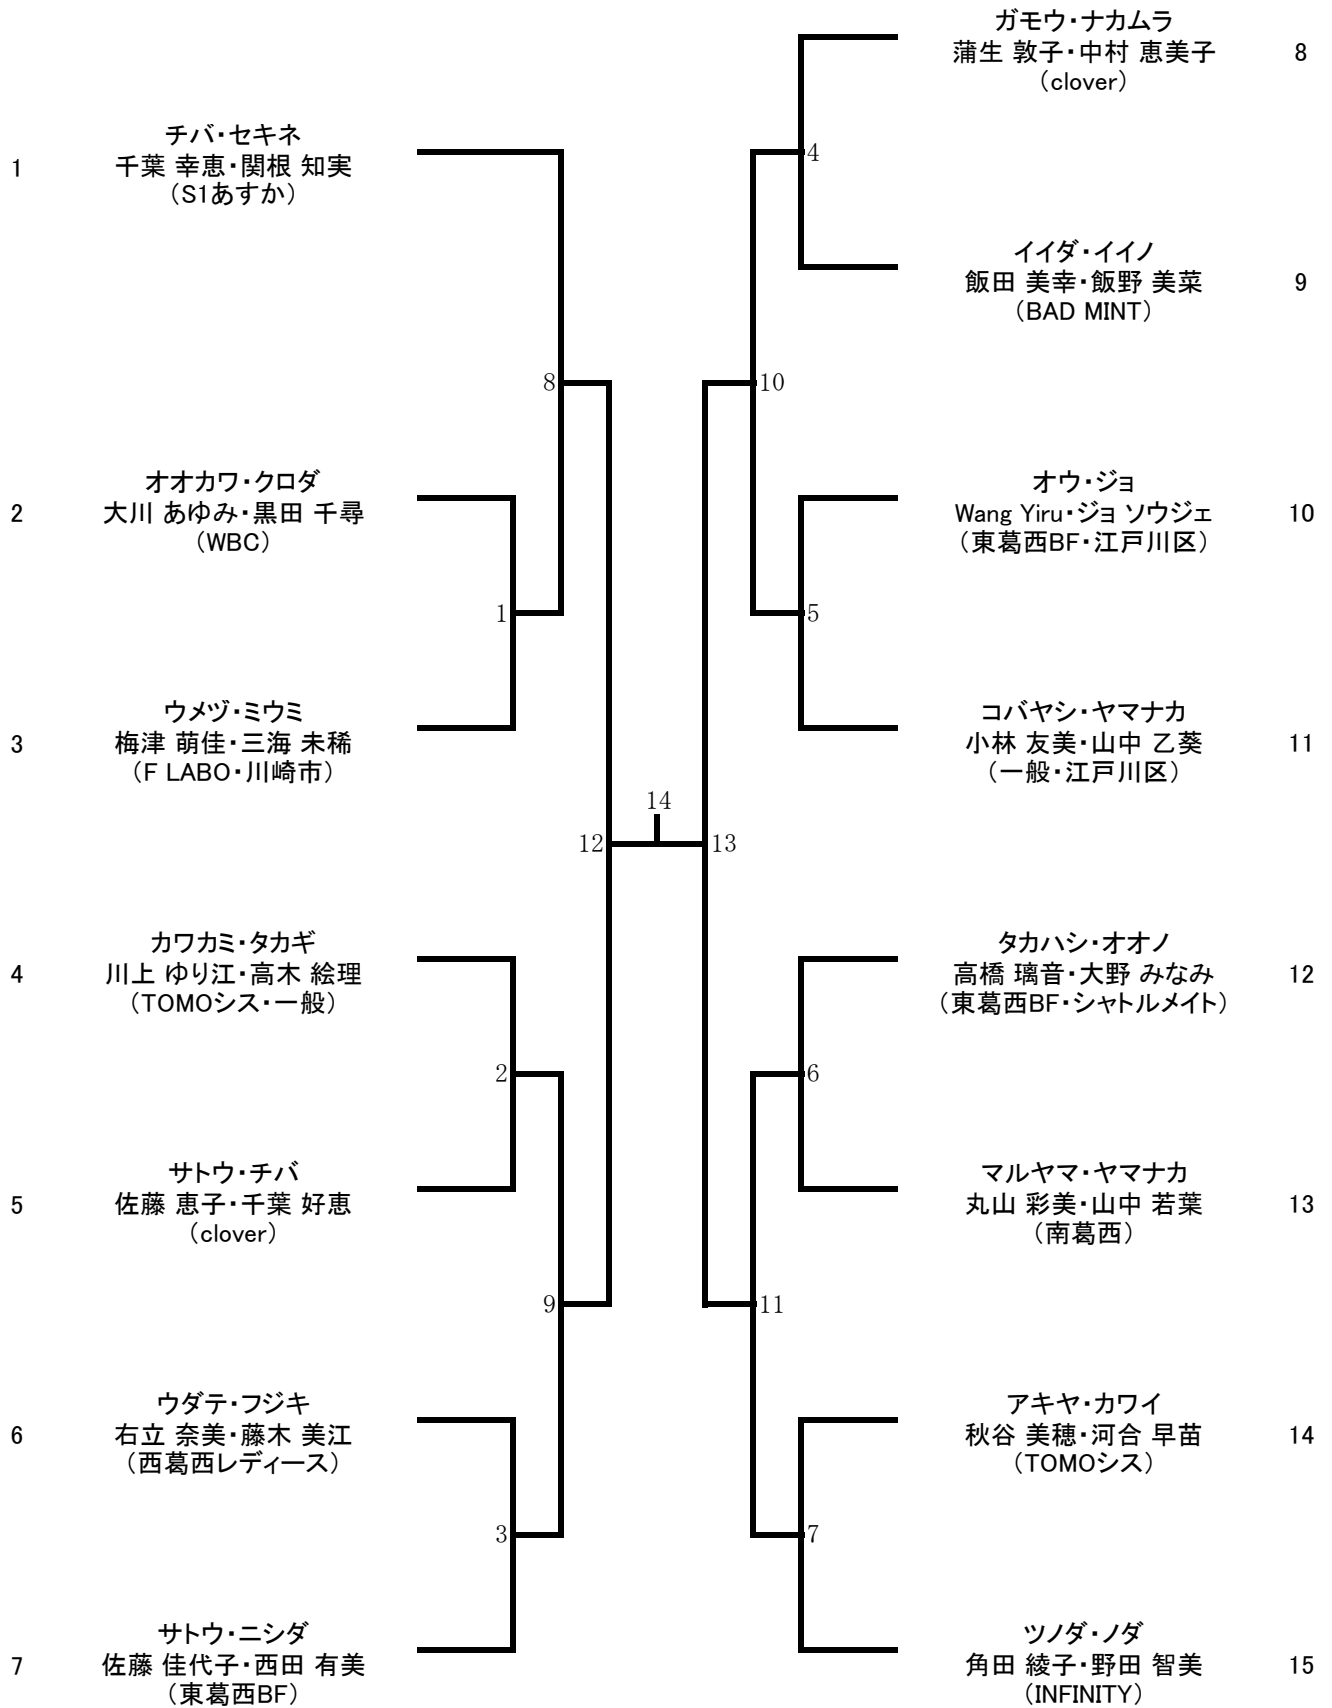 1
チバ・セキネ
千葉 幸恵・関根 知実
（S1あすか）
2
オオカワ・クロダ
大川 あゆみ・黒田 千尋
（WBC）
3
ウメヅ・ミウミ
梅津 萌佳・三海 未稀
（F LABO・川崎市）
4
カワカミ・タカギ
川上 ゆり江・高木 絵理
（TOMOシス・一般）
5
サトウ・チバ
佐藤 恵子・千葉 好恵
（clover）
6
ウダテ・フジキ
右立 奈美・藤木 美江
（西葛西レディース）
7
サトウ・ニシダ
佐藤 佳代子・西田 有美
（東葛西BF）
8
1
2
9
3
12
14
13
4
10
5
6
11
7
ガモウ・ナカムラ
蒲生 敦子・中村 恵美子
（clover）
8
イイダ・イイノ
飯田 美幸・飯野 美菜
（BAD MINT）
9
オウ・ジョ
Wang Yiru・ジョ ソウジェ
（東葛西BF・江戸川区）
10
コバヤシ・ヤマナカ
小林 友美・山中 乙葵
（一般・江戸川区）
11
タカハシ・オオノ
高橋 璃音・大野 みなみ
（東葛西BF・シャトルメイト）
12
マルヤマ・ヤマナカ
丸山 彩美・山中 若葉
（南葛西）
13
アキヤ・カワイ
秋谷 美穂・河合 早苗
（TOMOシス）
14
ツノダ・ノダ
角田 綾子・野田 智美
（INFINITY）
15